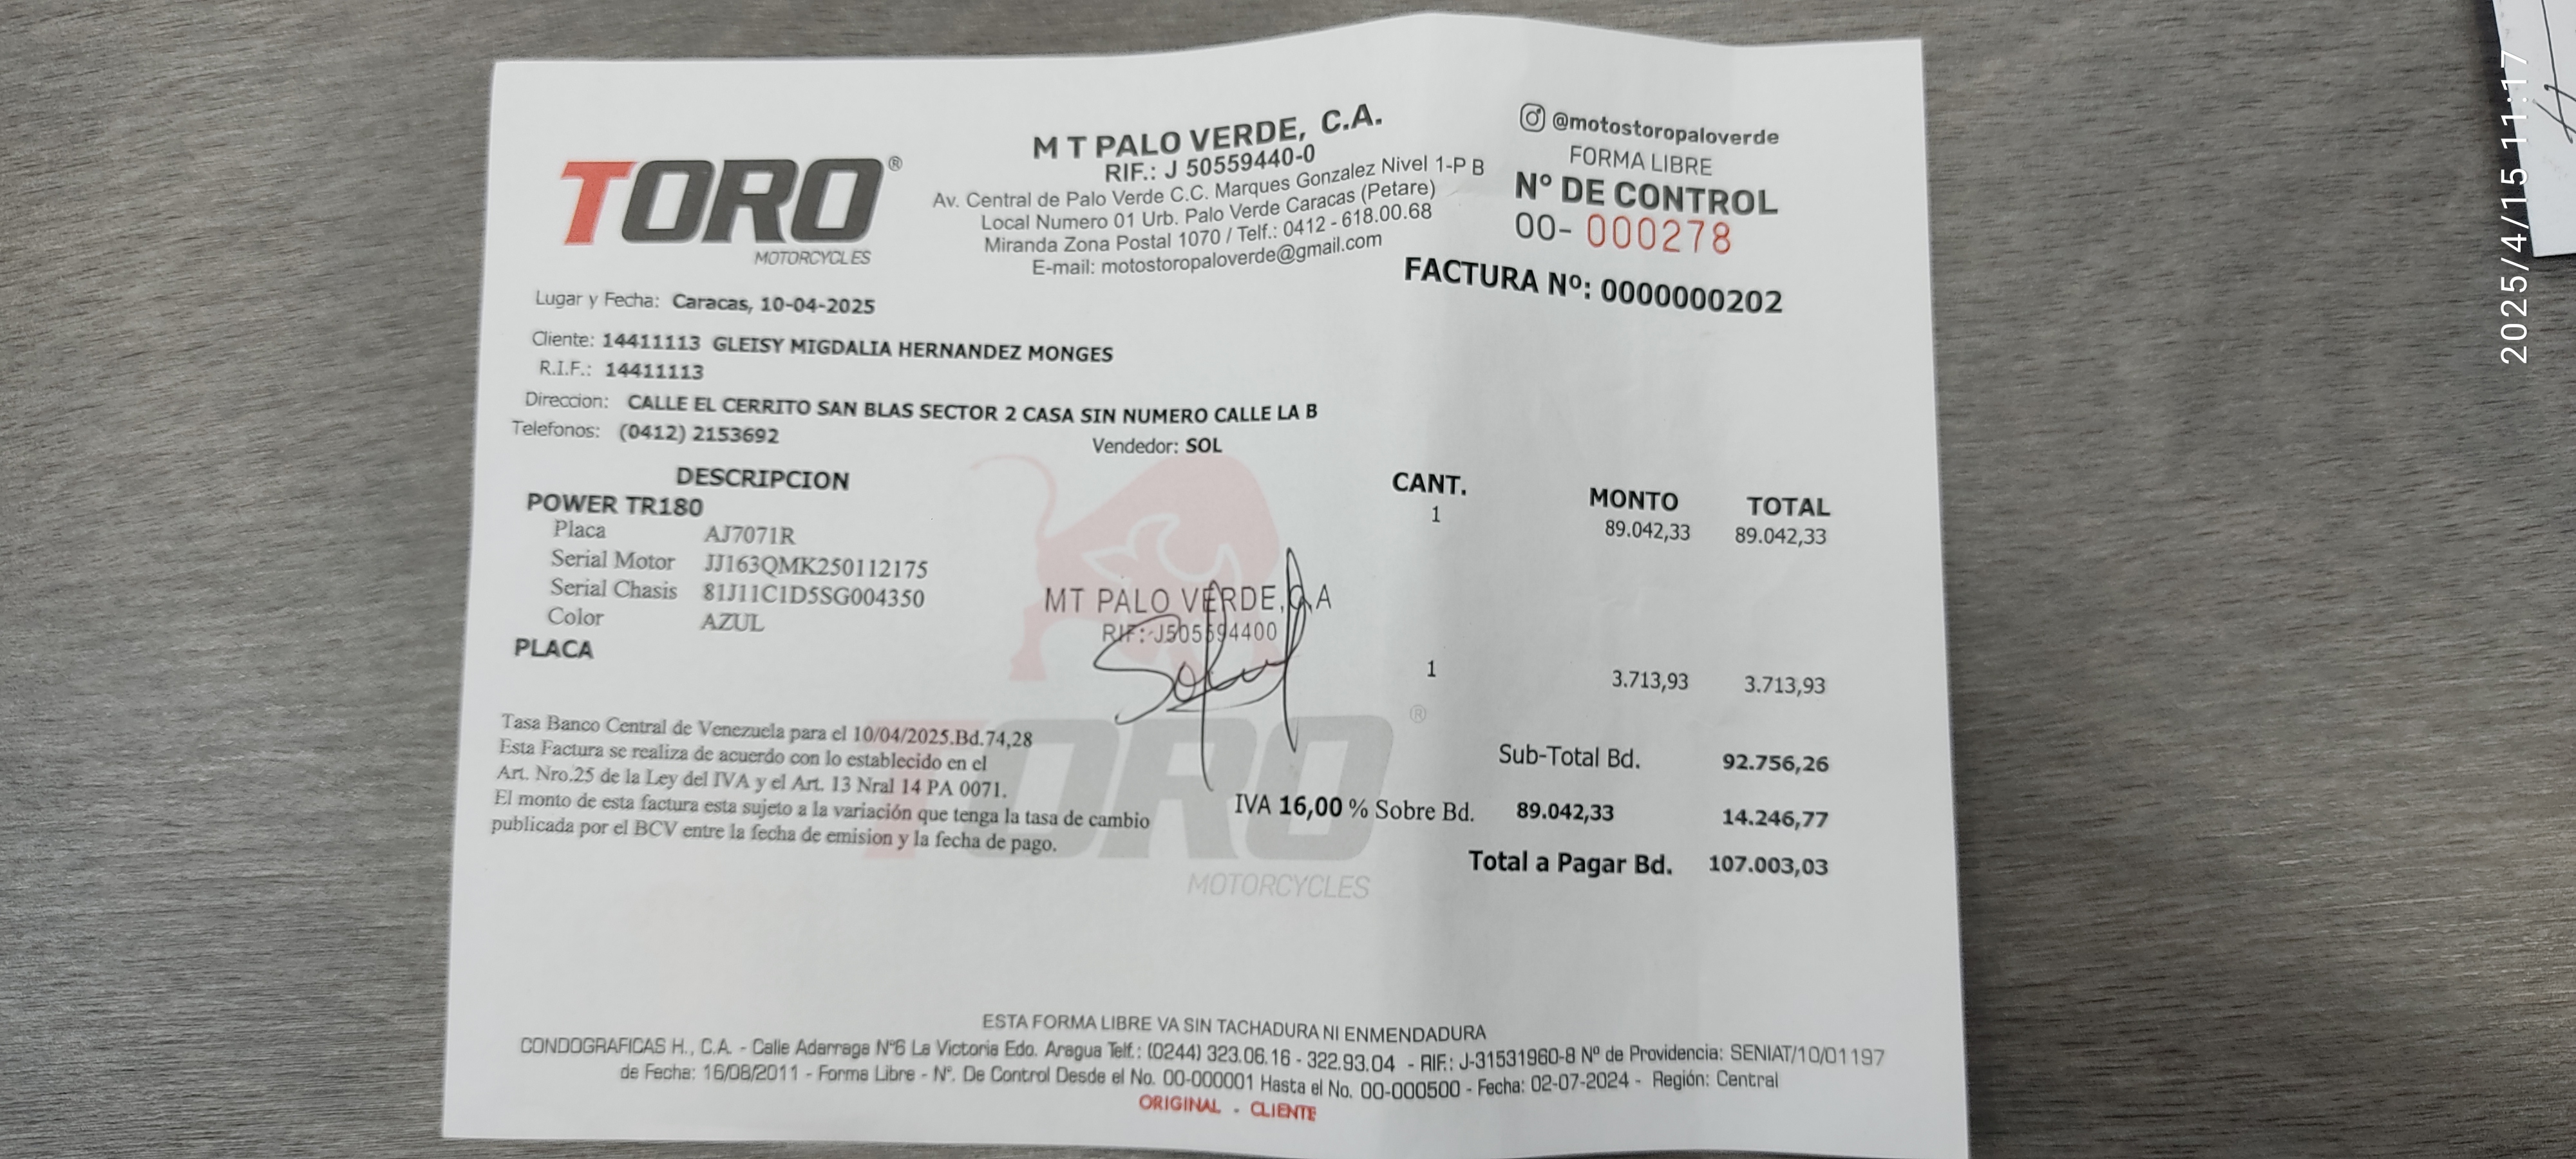 TORO®
MOTORCYCLES
M T PALO VERDE, C.A.
RIF.: J 50559440-0
Av. Central de Palo Verde C.C. Marques Gonzalez Nivel 1-P B
Local Numero 01 Urb. Palo Verde Caracas (Petare)
Miranda Zona Postal 1070 / Telf.: 0412 - 618.00.68
E-mail: motostoropaloverde@gmail.com
@motostoropaloverde
FORMA LIBRE
N° DE CONTROL
00- 000278
FACTURA Nº: 0000000202
Lugar y Fecha: Caracas, 10-04-2025
Cliente: 14411113 GLEISY MIGDALIA HERNANDEZ MONGES
R.I.F.: 14411113
Direccion: CALLE EL CERRITO SAN BLAS SECTOR 2 CASA SIN NUMERO CALLE LA B
Telefonos: (0412) 2153692
Vendedor: SOL
DESCRIPCION CANT. MONTO TOTAL
POWER TR180 1 89.042,33 89.042,33
Placa AJ7071R
Serial Motor JJ163QMK250112175
Serial Chasis 81J11C1D5SG004350
Color AZUL
MT PALO VERDE, C.A
RIF: J505594400
PLACA 1 3.713,93 3.713,93
Tasa Banco Central de Venezuela para el 10/04/2025.Bd.74,28
Esta Factura se realiza de acuerdo con lo establecido en el
Art. Nro.25 de la Ley del IVA y el Art. 13 Nral 14 PA 0071.
El monto de esta factura esta sujeto a la variación que tenga la tasa de cambio
publicada por el BCV entre la fecha de emision y la fecha de pago.
Sub-Total Bd. 92.756,26
IVA 16,00 % Sobre Bd. 89.042,33 14.246,77
Total a Pagar Bd. 107.003,03
TORO®
MOTORCYCLES
ESTA FORMA LIBRE VA SIN TACHADURA NI ENMENDADURA
CONDOGRAFICAS H., C.A. - Calle Adarraga N°6 La Victoria Edo. Aragua Telf.: (0244) 323.06.16 - 322.93.04 - RIF.: J-31531960-8 Nº de Providencia: SENIAT/10/01197
de Fecha: 16/08/2011 - Forma Libre - N°. De Control Desde el No. 00-000001 Hasta el No. 00-000500 - Fecha: 02-07-2024 - Región: Central
ORIGINAL - CLIENTE
2025/4/15 11:17